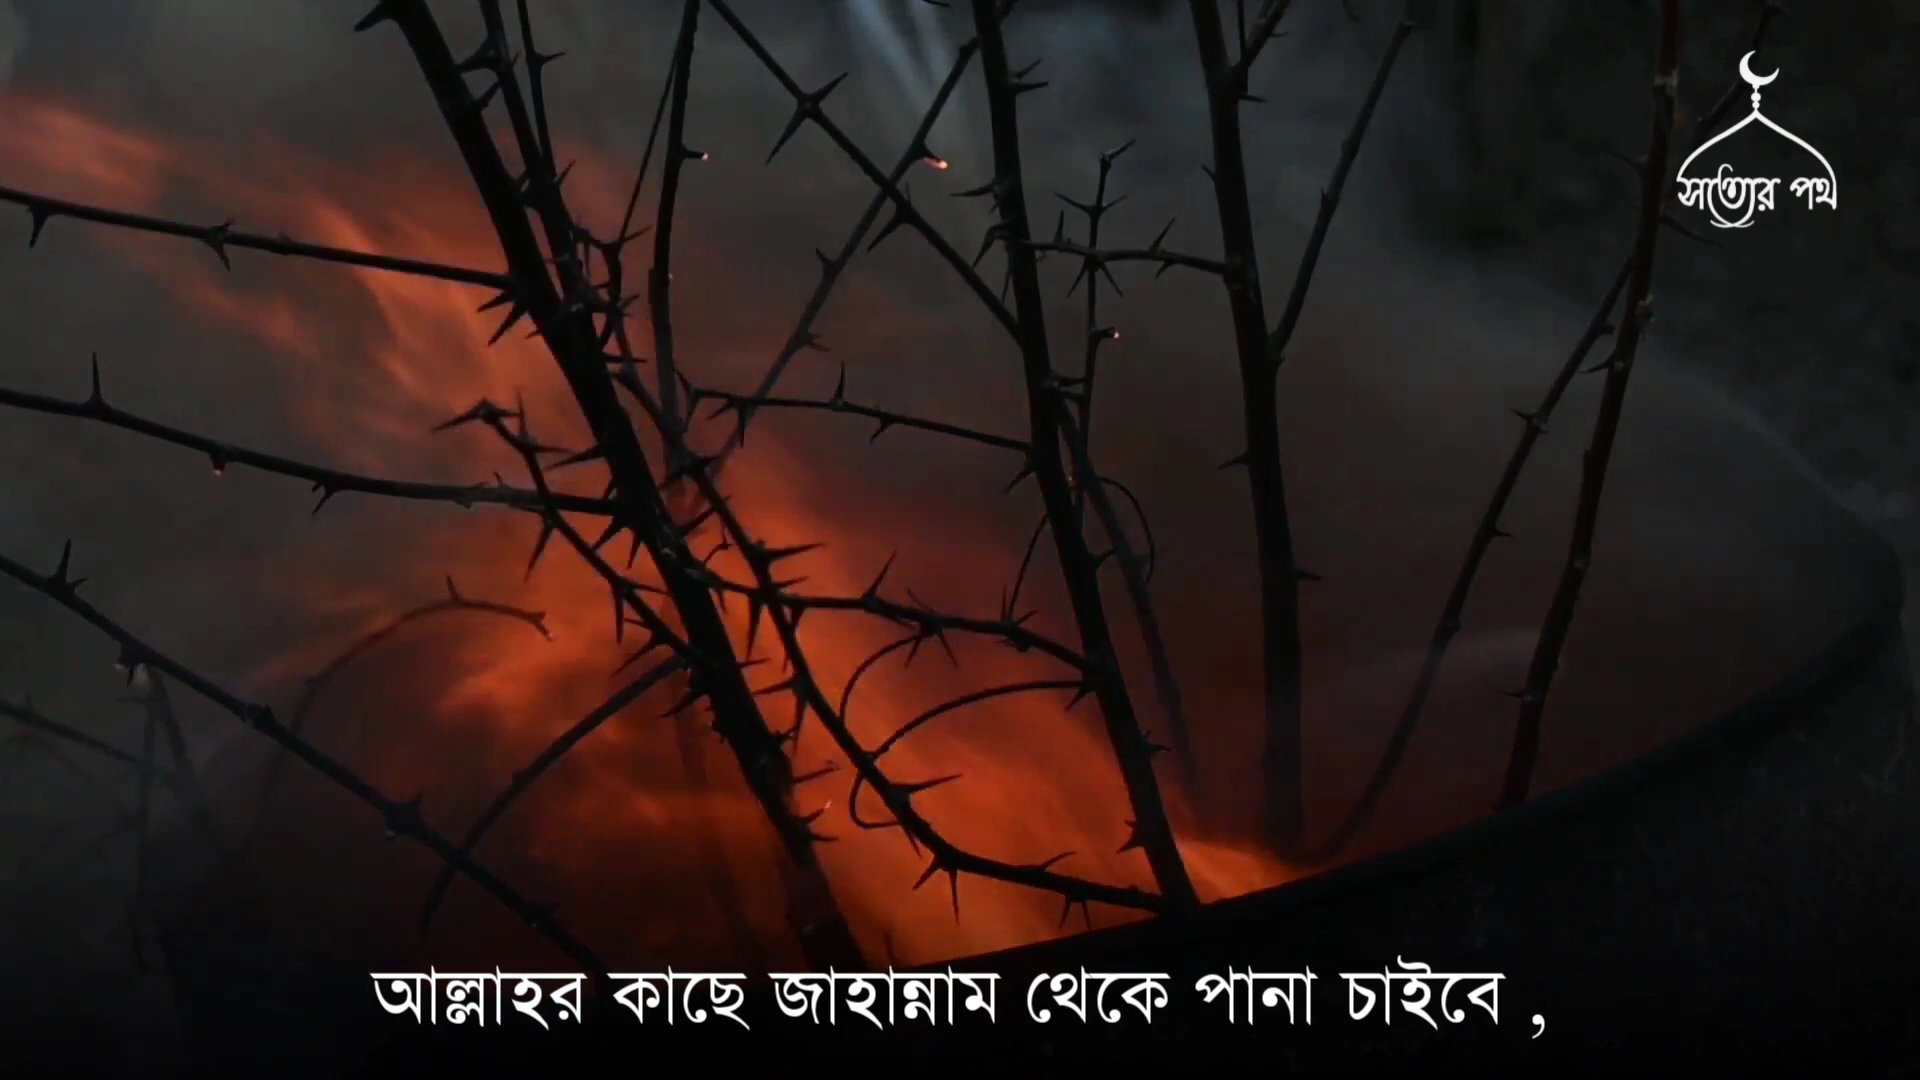 সত্যের পথ
আল্লাহর কাছে জাহান্নাম থেকে পানা চাইবে ,